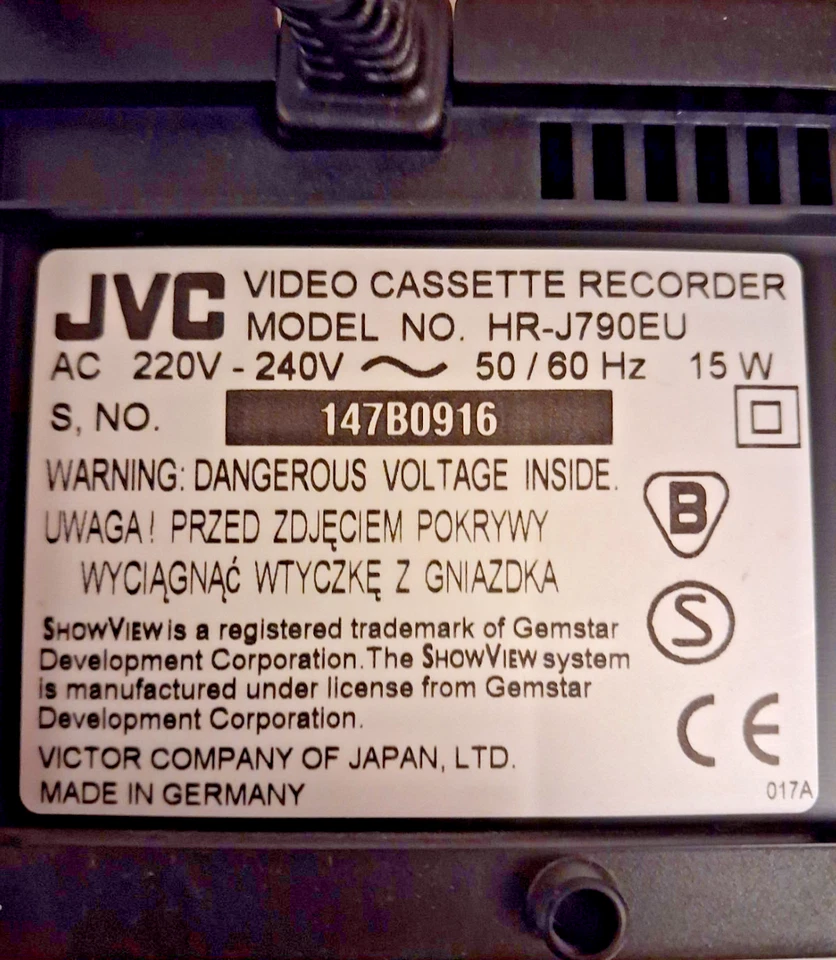 JVC VIDEO CASSETTE RECORDER
MODEL NO. HR-J790EU
AC 220V - 240V ~ 50 / 60 Hz 15 W
S, NO. 147B0916
WARNING: DANGEROUS VOLTAGE INSIDE.
UWAGA! PRZED ZDJĘCIEM POKRYWY
WYCIĄGNĄĆ WTYCZKĘ Z GNIAZDKA
B
S
SHOWVIEW is a registered trademark of Gemstar
Development Corporation. The SHOWVIEW system
is manufactured under license from Gemstar
Development Corporation.
CE
VICTOR COMPANY OF JAPAN, LTD.
MADE IN GERMANY
017A